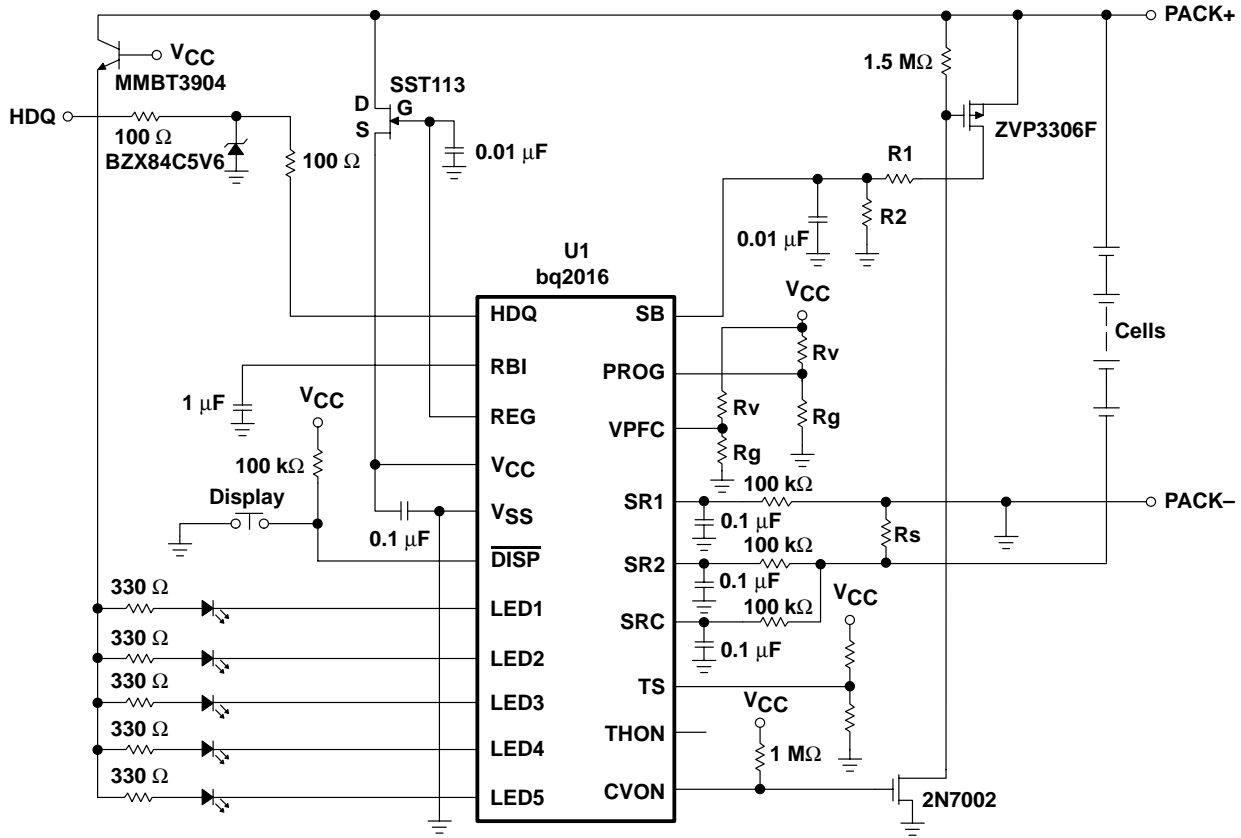 PACK+
VCC
MMBT3904
1.5 MΩ
SST113
D
G
S
HDQ
100 Ω
BZX84C5V6
100 Ω
0.01 μF
ZVP3306F
R1
R2
0.01 μF
U1
bq2016
VCC
Cells
HDQ
SB
Rv
RBI
PROG
1 μF
VCC
REG
Rv
Rg
VPFC
Rg
100 kΩ
VCC
100 kΩ
Display
SR1
PACK–
0.1 μF
VSS
0.1 μF
100 kΩ
Rs
DISP
SR2
0.1 μF
100 kΩ
VCC
330 Ω
LED1
SRC
0.1 μF
330 Ω
LED2
TS
330 Ω
LED3
VCC
THON
330 Ω
LED4
1 MΩ
330 Ω
LED5
CVON
2N7002